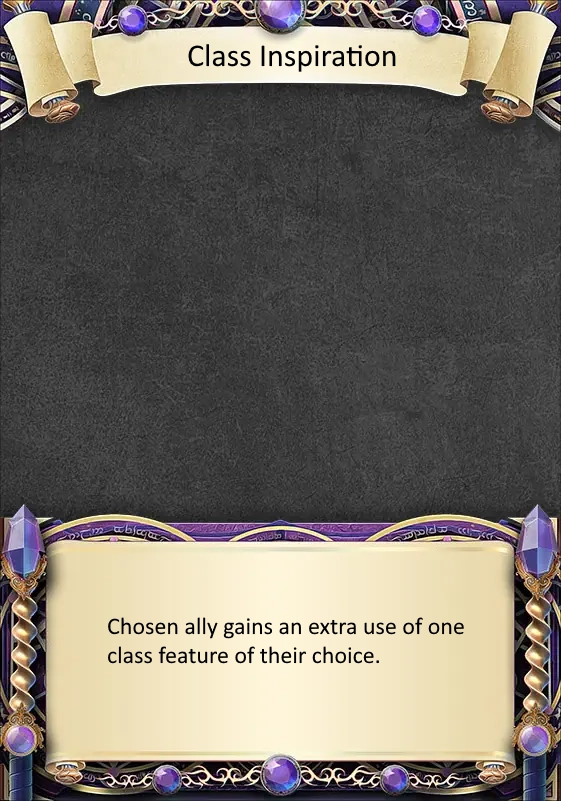 Class Inspiration
Chosen ally gains an extra use of one
class feature of their choice.